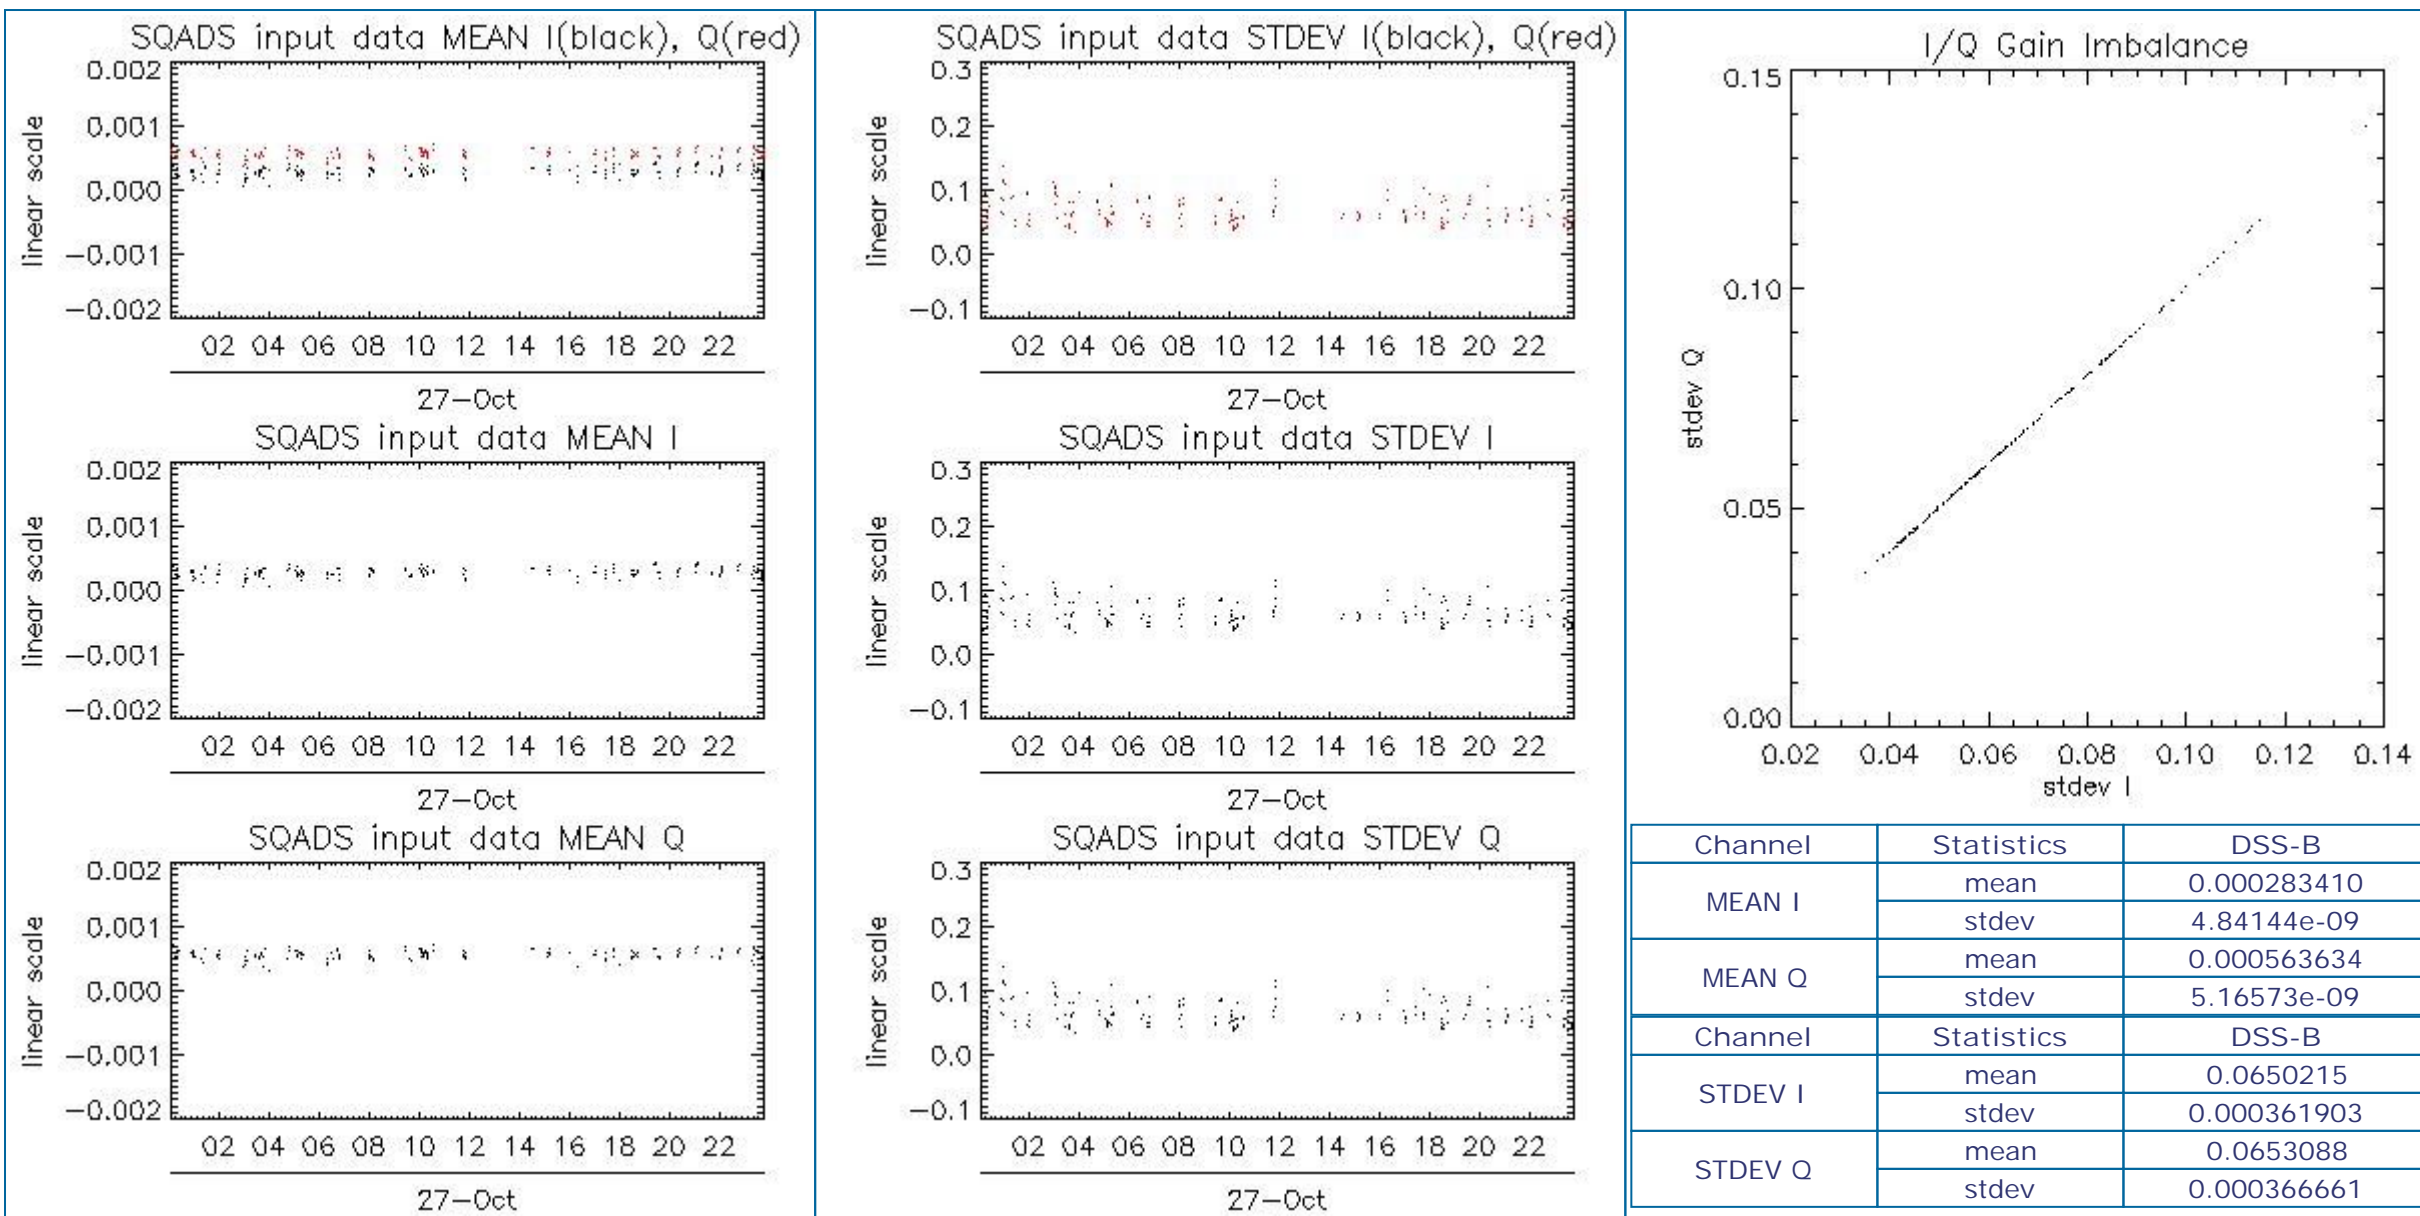 SQADS input data MEAN I(black), Q(red)
linear scale
0.002
0.001
0.000
−0.001
−0.002
02 04 06 08 10 12 14 16 18 20 22
27−Oct
SQADS input data MEAN I
linear scale
0.002
0.001
0.000
−0.001
−0.002
02 04 06 08 10 12 14 16 18 20 22
27−Oct
SQADS input data MEAN Q
linear scale
0.002
0.001
0.000
−0.001
−0.002
02 04 06 08 10 12 14 16 18 20 22
27−Oct
SQADS input data STDEV I(black), Q(red)
linear scale
0.3
0.2
0.1
0.0
−0.1
02 04 06 08 10 12 14 16 18 20 22
27−Oct
SQADS input data STDEV I
linear scale
0.3
0.2
0.1
0.0
−0.1
02 04 06 08 10 12 14 16 18 20 22
27−Oct
SQADS input data STDEV Q
linear scale
0.3
0.2
0.1
0.0
−0.1
02 04 06 08 10 12 14 16 18 20 22
27−Oct
I/Q Gain Imbalance
stdev Q
0.15
0.10
0.05
0.00
0.02 0.04 0.06 0.08 0.10 0.12 0.14
stdev I
Channel Statistics DSS-B
MEAN I mean 0.000283410
stdev 4.84144e-09
MEAN Q mean 0.000563634
stdev 5.16573e-09
Channel Statistics DSS-B
STDEV I mean 0.0650215
stdev 0.000361903
STDEV Q mean 0.0653088
stdev 0.000366661